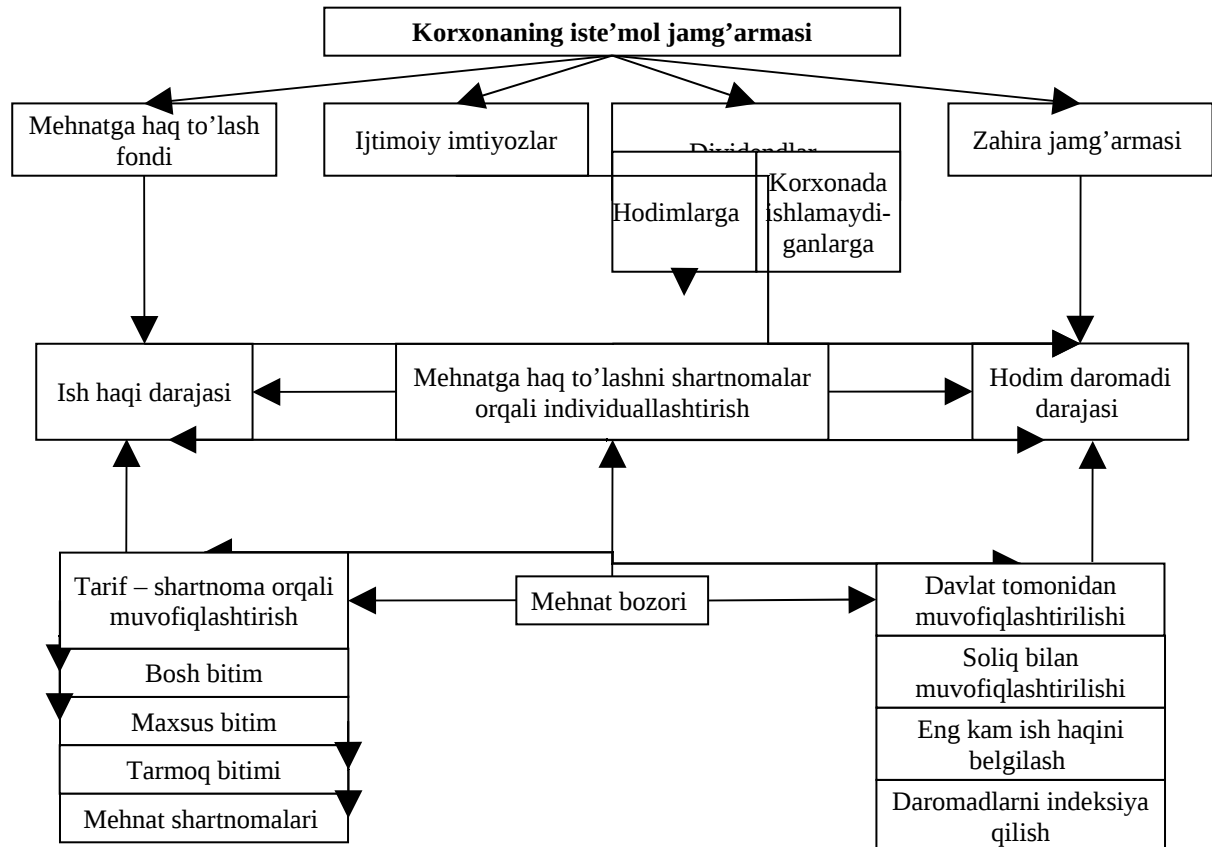 Korxonaning iste’mol jamg’armasi
Mehnatga haq to’lash
fondi
Ijtimoiy imtiyozlar
Dividendlar
Zahira jamg’armasi
Hodimlarga
Korxonada
ishlamaydi-
ganlarga
Ish haqi darajasi
Mehnatga haq to’lashni shartnomalar
orqali individuallashtirish
Hodim daromadi
darajasi
Tarif – shartnoma orqali
muvofiqlashtirish
Bosh bitim
Maxsus bitim
Tarmoq bitimi
Mehnat shartnomalari
Mehnat bozori
Davlat tomonidan
muvofiqlashtirilishi
Soliq bilan
muvofiqlashtirilishi
Eng kam ish haqini
belgilash
Daromadlarni indeksiya
qilish